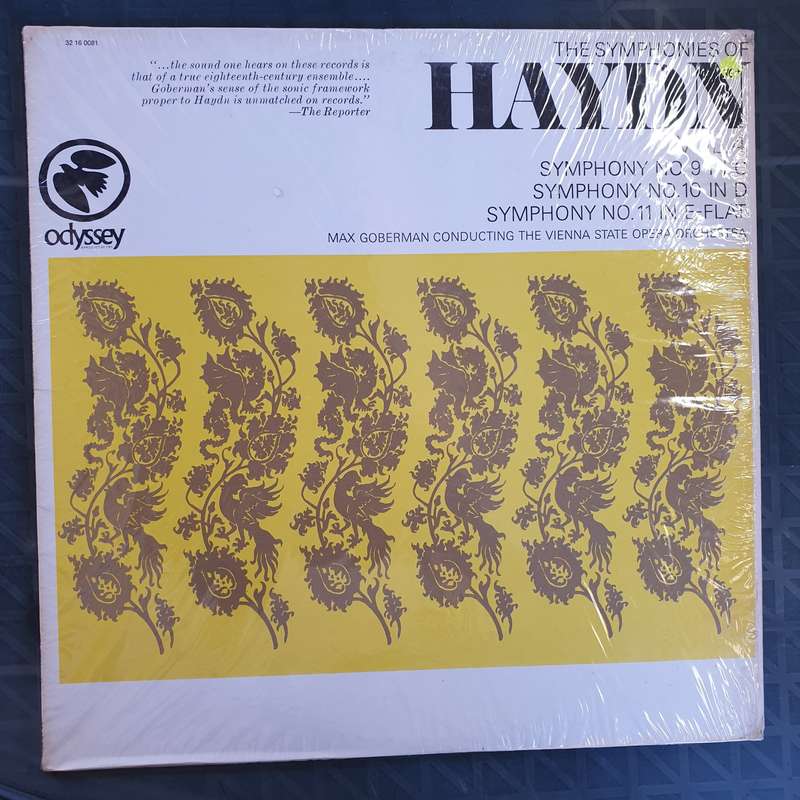 32 16 0081
"...the sound one hears on these records is
that of a true eighteenth-century ensemble....
Goberman's sense of the sonic framework
proper to Haydn is unmatched on records."
—The Reporter
odyssey
THE SYMPHONIES OF
HAYDN
SYMPHONY NO. 9 IN C
SYMPHONY NO. 10 IN D
SYMPHONY NO. 11 IN E-FLAT
MAX GOBERMAN CONDUCTING THE VIENNA STATE OPERA ORCHESTRA